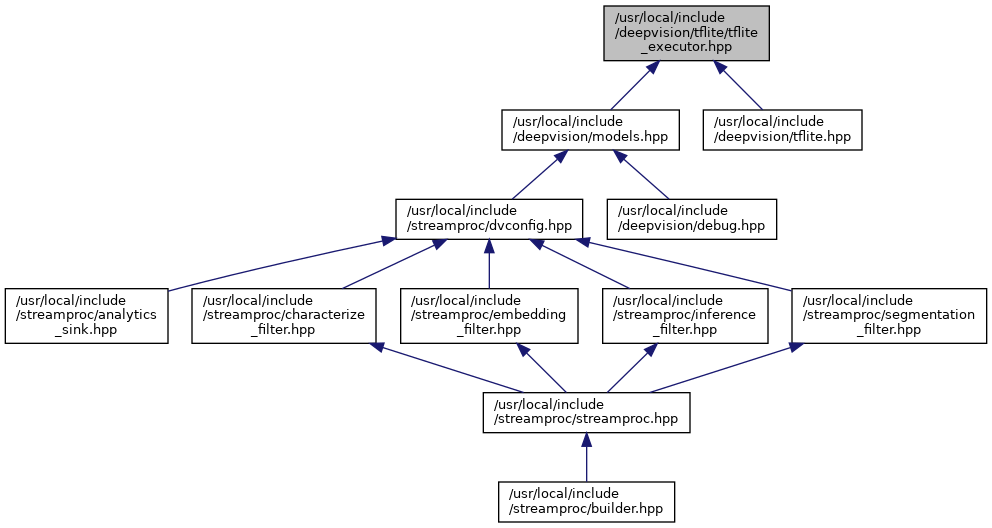 /usr/local/include
/deepvision/tflite/tflite
_executor.hpp
/usr/local/include
/deepvision/models.hpp
/usr/local/include
/deepvision/tflite.hpp
/usr/local/include
/streamproc/dvconfig.hpp
/usr/local/include
/deepvision/debug.hpp
/usr/local/include
/streamproc/analytics
_sink.hpp
/usr/local/include
/streamproc/characterize
_filter.hpp
/usr/local/include
/streamproc/embedding
_filter.hpp
/usr/local/include
/streamproc/inference
_filter.hpp
/usr/local/include
/streamproc/segmentation
_filter.hpp
/usr/local/include
/streamproc/streamproc.hpp
/usr/local/include
/streamproc/builder.hpp